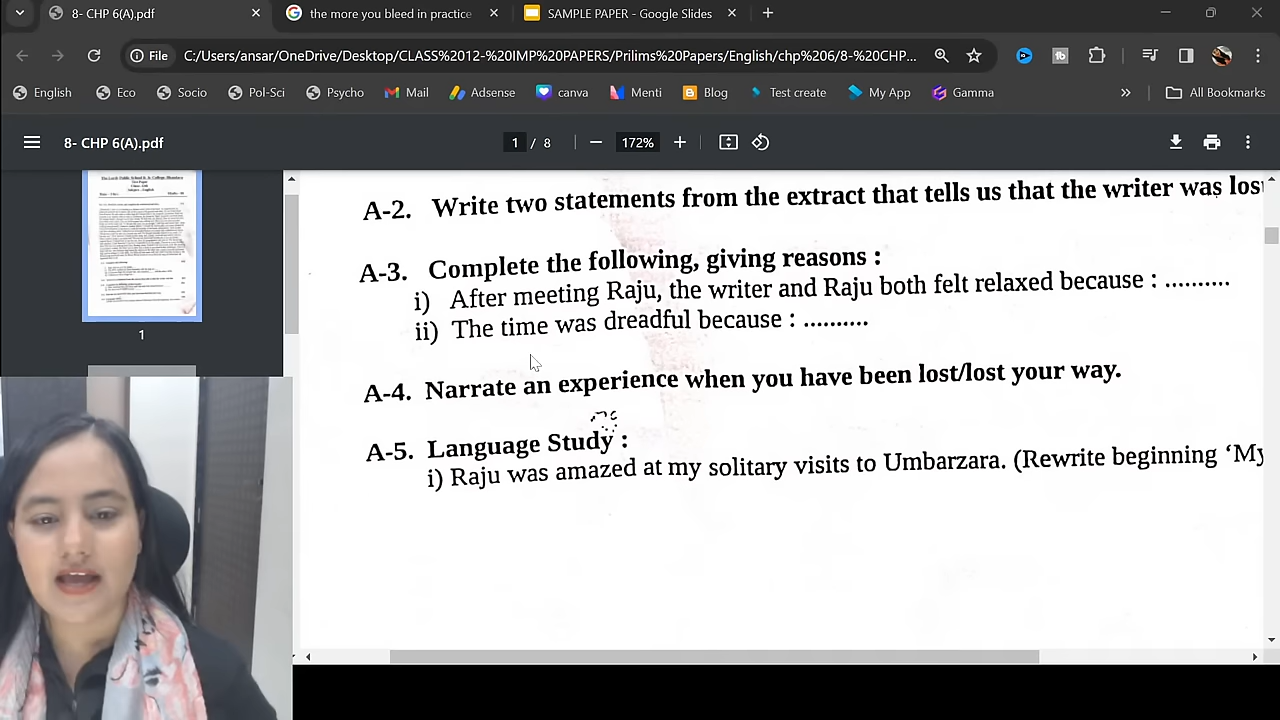 8- CHP 6(A).pdf
the more you bleed in practice
SAMPLE PAPER - Google Slides
File
C:/Users/ansar/OneDrive/Desktop/CLASS%2012-%20IMP%20PAPERS/Prilims%20Papers/English/chp%206/8-%20CHP...
English
Eco
Socio
Pol-Sci
Psycho
Mail
Adsense
canva
Menti
Blog
Test create
My App
Gamma
All Bookmarks
8- CHP 6(A).pdf
1 / 8
172%
A-2. Write two statements from the extract that tells us that the writer was los
A-3. Complete the following, giving reasons :
i) After meeting Raju, the writer and Raju both felt relaxed because : ..........
ii) The time was dreadful because : ..........
1
A-4. Narrate an experience when you have been lost/lost your way.
A-5. Language Study :
i) Raju was amazed at my solitary visits to Umbarzara. (Rewrite beginning ‘My